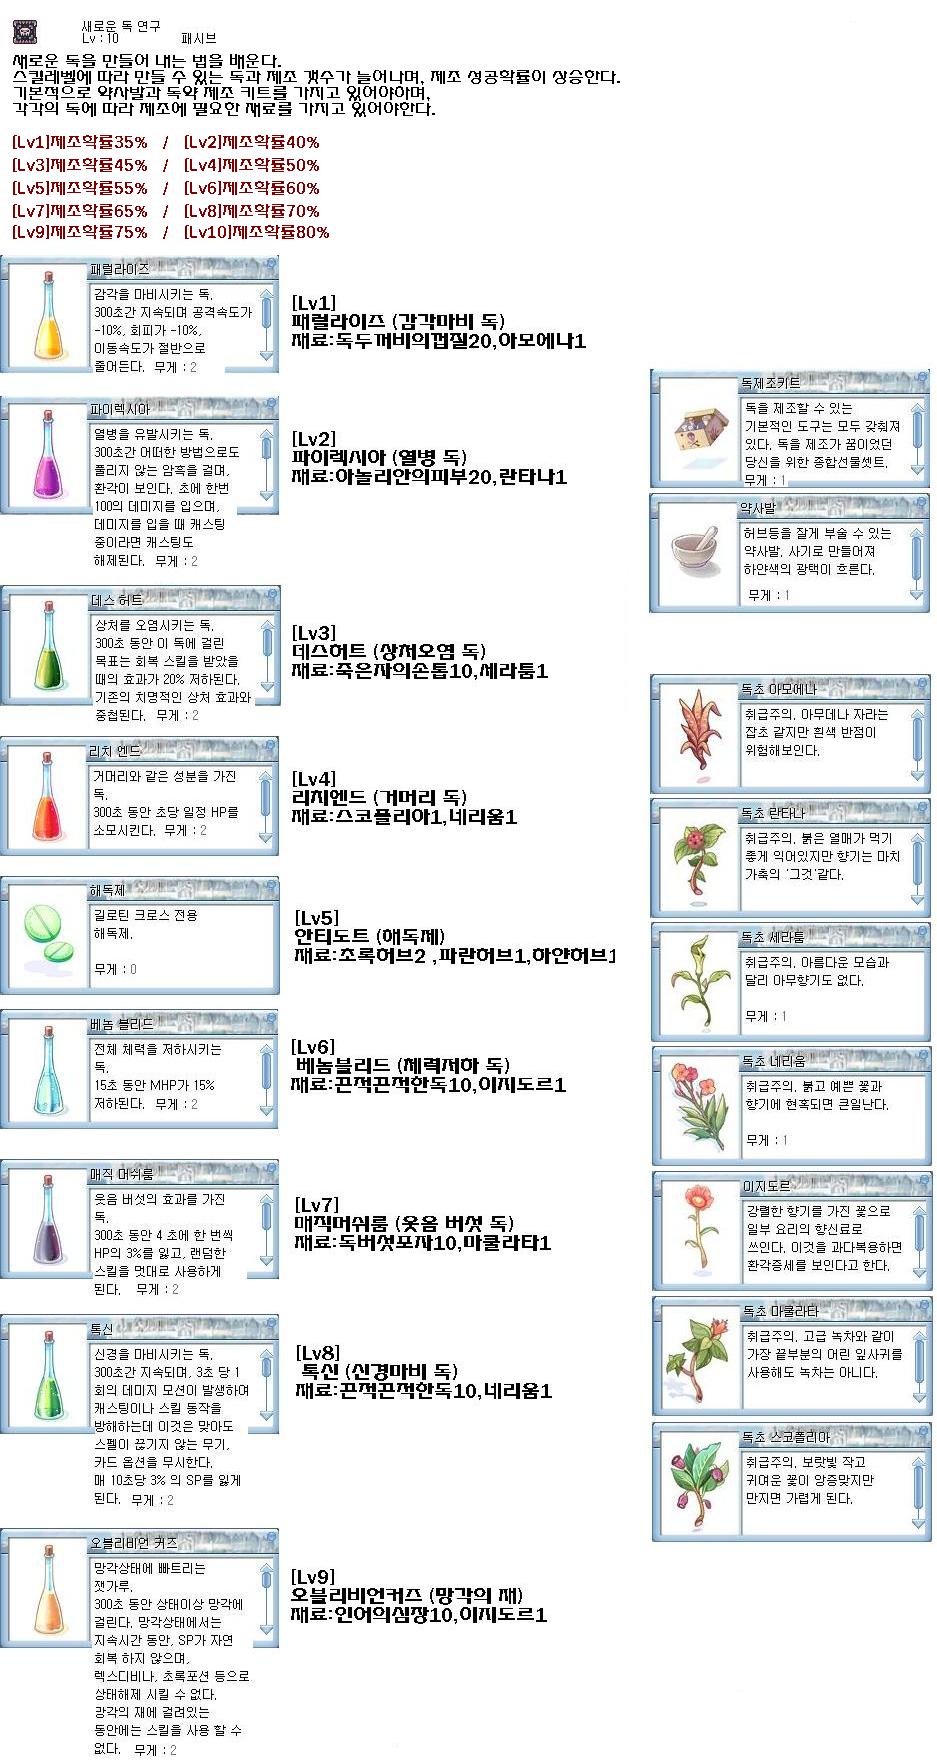 새로운 독 연구
Lv : 10 패시브
새로운 독을 만들어 내는 법을 배운다.
스킬레벨에 따라 만들 수 있는 독과 제조 갯수가 늘어나며, 제조 성공확률이 상승한다.
기본적으로 약사발과 독약 제조 키트를 가지고 있어야하며,
각각의 독에 따라 제조에 필요한 재료를 가지고 있어야한다.
[Lv1]제조확률35% / [Lv2]제조확률40%
[Lv3]제조확률45% / [Lv4]제조확률50%
[Lv5]제조확률55% / [Lv6]제조확률60%
[Lv7]제조확률65% / [Lv8]제조확률70%
[Lv9]제조확률75% / [Lv10]제조확률80%
패럴라이즈
감각을 마비시키는 독.
300초간 지속되며 공격속도가
-10%, 회피가 -10%,
이동속도가 절반으로
줄어든다. 무게 : 2
[Lv1]
패럴라이즈 (감각마비 독)
재료:독두꺼비의껍질20,아모에나1
파이렉시아
열병을 유발시키는 독.
300초간 어떠한 방법으로도
풀리지 않는 암흑을 걸며,
환각이 보인다. 초에 한번
100의 데미지를 입으며,
데미지를 입을 때 캐스팅
중이라면 캐스팅도
해제된다. 무게 : 2
[Lv2]
파이렉시아 (열병 독)
재료:아놀리안의피부20,란타나1
데스 허트
상처를 오염시키는 독.
300초 동안 이 독에 걸린
목표는 회복 스킬을 받았을
때의 효과가 20% 저하된다.
기존의 치명적인 상처 효과와
중첩된다. 무게 : 2
[Lv3]
데스허트 (상처오염 독)
재료:죽은자의손톱10,세라툼1
리치 엔드
거머리와 같은 성분을 가진
독.
300초 동안 초당 일정 HP를
소모시킨다. 무게 : 2
[Lv4]
리치엔드 (거머리 독)
재료:스코플리아1,네리움1
해독제
길로틴 크로스 전용
해독제.
무게 : 0
[Lv5]
안티도트 (해독제)
재료:초록허브2 ,파란허브1,하얀허브1
베놈 블리드
전체 체력을 저하시키는
독.
15초 동안 MHP가 15%
저하된다. 무게 : 2
[Lv6]
베놈블리드 (체력저하 독)
재료:끈적끈적한독10,이지도르1
매직 머쉬룸
웃음 버섯의 효과를 가진
독.
300초 동안 4 초에 한 번씩
HP의 3%를 잃고, 랜덤한
스킬을 멋대로 사용하게
된다. 무게 : 2
[Lv7]
매직머쉬룸 (웃음 버섯 독)
재료:독버섯포자10,마쿨라타1
톡신
신경을 마비시키는 독.
300초간 지속되며, 3초 당 1
회의 데미지 모션이 발생하여
캐스팅이나 스킬 동작을
방해하는데 이것은 맞아도
스펠이 끊기지 않는 무기,
카드 옵션을 무시한다.
매 10초당 3% 의 SP를 잃게
된다. 무게 : 2
[Lv8]
톡신 (신경마비 독)
재료:끈적끈적한독10,네리움1
오블리비언 커즈
망각상태에 빠트리는
잿가루.
300초 동안 상태이상 망각에
걸린다. 망각상태에서는
지속시간 동안, SP가 자연
회복 하지 않으며,
렉스디비나, 초록포션 등으로
상태해제 시킬 수 없다.
망각의 재에 걸려있는
동안에는 스킬을 사용 할 수
없다. 무게 : 2
[Lv9]
오블리비언커즈 (망각의 재)
재료:인어의심장10,이지도르1
독제조키트
독을 제조할 수 있는
기본적인 도구는 모두 갖춰져
있다. 독을 제조가 꿈이었던
당신을 위한 종합선물셋트.
무게 : 1
약사발
허브등을 잘게 부술 수 있는
약사발. 사기로 만들어져
하얀색의 광택이 흐른다.
무게 : 1
독초 아모에나
취급주의. 아무데나 자라는
잡초 같지만 흰색 반점이
위험해보인다.
독초 란타나
취급주의. 붉은 열매가 먹기
좋게 익어있지만 향기는 마치
가축의 '그것'같다.
독초 세라툼
취급주의. 아름다운 모습과
달리 아무향기도 없다.
무게 : 1
독초 네리움
취급주의. 붉고 예쁜 꽃과
향기에 현혹되면 큰일난다.
무게 : 1
이지도르
강렬한 향기를 가진 꽃으로
일부 요리의 향신료로
쓰인다. 이것을 과다복용하면
환각증세를 보인다고 한다.
독초 마쿨라타
취급주의. 고급 녹차와 같이
가장 끝부분의 어린 잎사귀를
사용해도 녹차는 아니다.
독초 스코폴리아
취급주의. 보랏빛 작고
귀여운 꽃이 앙증맞지만
만지면 가렵게 된다.